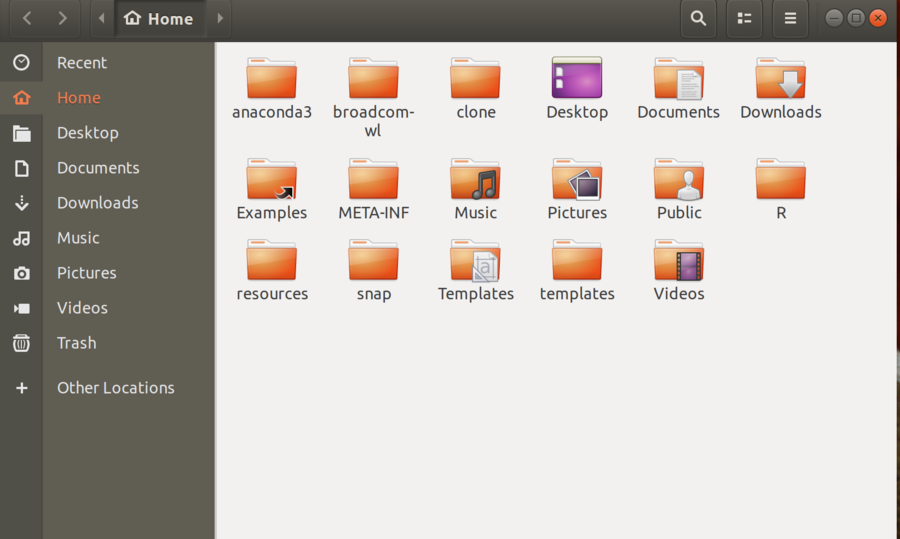 Home
Recent
Home
Desktop
Documents
Downloads
Music
Pictures
Videos
Trash
Other Locations
anaconda3
broadcom-
wl
clone
Desktop
Documents
Downloads
Examples
META-INF
Music
Pictures
Public
R
resources
snap
Templates
templates
Videos